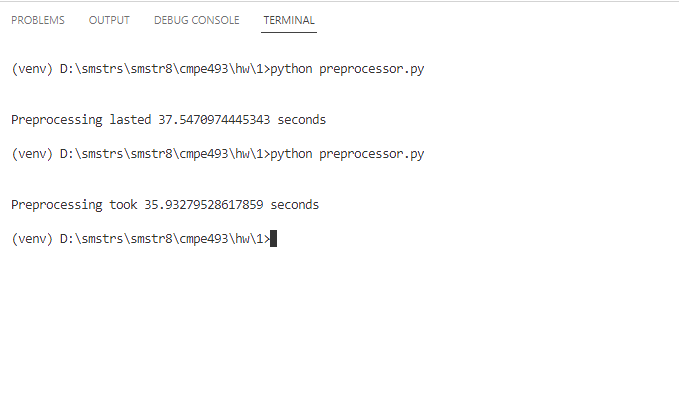 PROBLEMS OUTPUT DEBUG CONSOLE TERMINAL
(venv) D:\smstrs\smstr8\cmpe493\hw\1>python preprocessor.py
Preprocessing lasted 37.5470974445343 seconds
(venv) D:\smstrs\smstr8\cmpe493\hw\1>python preprocessor.py
Preprocessing took 35.93279528617859 seconds
(venv) D:\smstrs\smstr8\cmpe493\hw\1>